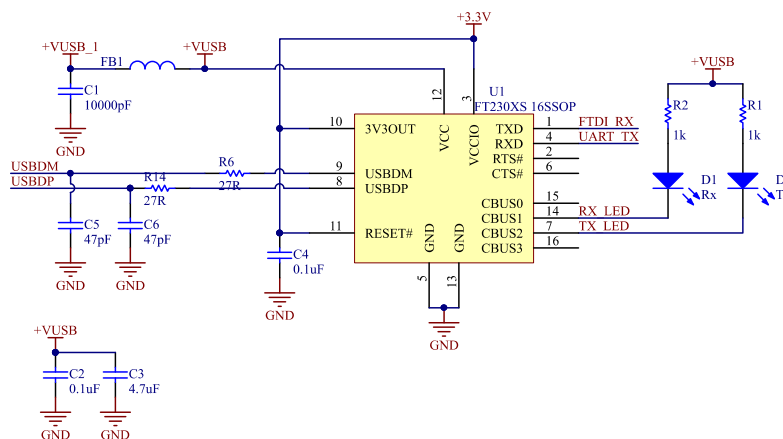 +3.3V
+VUSB_1
FB1
+VUSB
C1
10000pF
GND
12
VCC
3
VCCIO
U1
FT230XS 16SSOP
+VUSB
R2
1k
R1
1k
10
3V3OUT
TXD
1
FTDI_RX
RXD
4
UART_TX
RTS#
2
CTS#
6
USBDM
R6
27R
9
USBDM
USBDP
R14
27R
8
USBDP
D1
Rx
D
T
C5
47pF
GND
C6
47pF
GND
11
RESET#
C4
0.1uF
GND
GND
GND
5
13
GND
CBUS0
15
CBUS1
14
RX_LED
CBUS2
7
TX_LED
CBUS3
16
+VUSB
C2
0.1uF
GND
C3
4.7uF
GND